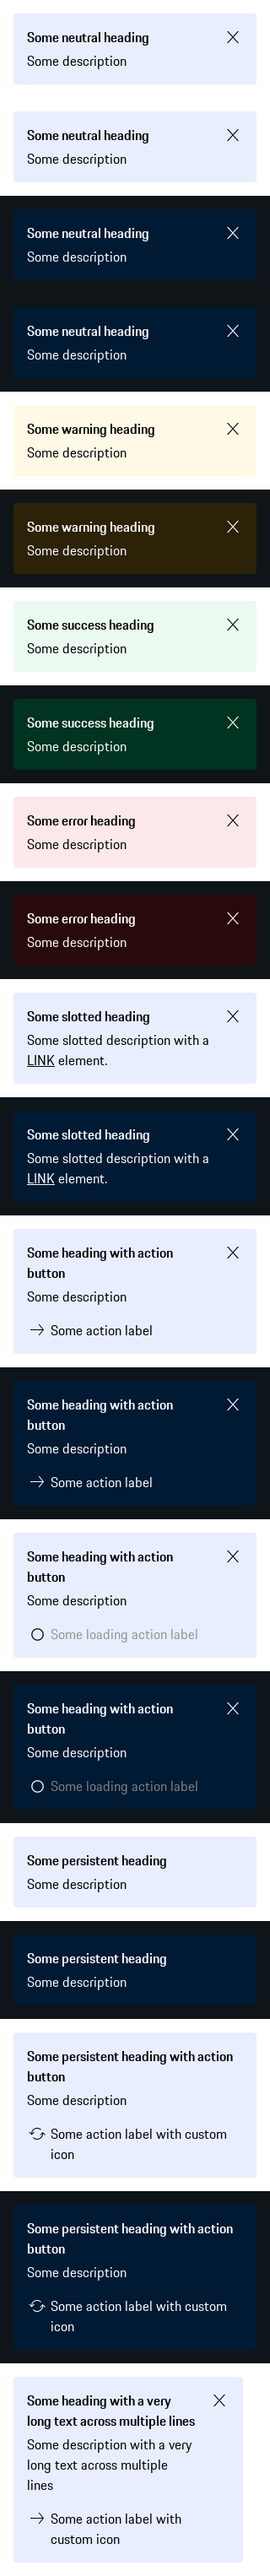 Some neutral heading
Some description
Some neutral heading
Some description
Some neutral heading
Some description
Some neutral heading
Some description
Some warning heading
Some description
Some warning heading
Some description
Some success heading
Some description
Some success heading
Some description
Some error heading
Some description
Some error heading
Some description
Some slotted heading
Some slotted description with a
LINK element.
Some slotted heading
Some slotted description with a
LINK element.
Some heading with action
button
Some description
Some action label
Some heading with action
button
Some description
Some action label
Some heading with action
button
Some description
Some loading action label
Some heading with action
button
Some description
Some loading action label
Some persistent heading
Some description
Some persistent heading
Some description
Some persistent heading with action
button
Some description
Some action label with custom
icon
Some persistent heading with action
button
Some description
Some action label with custom
icon
Some heading with a very
long text across multiple lines
Some description with a very
long text across multiple
lines
Some action label with
custom icon